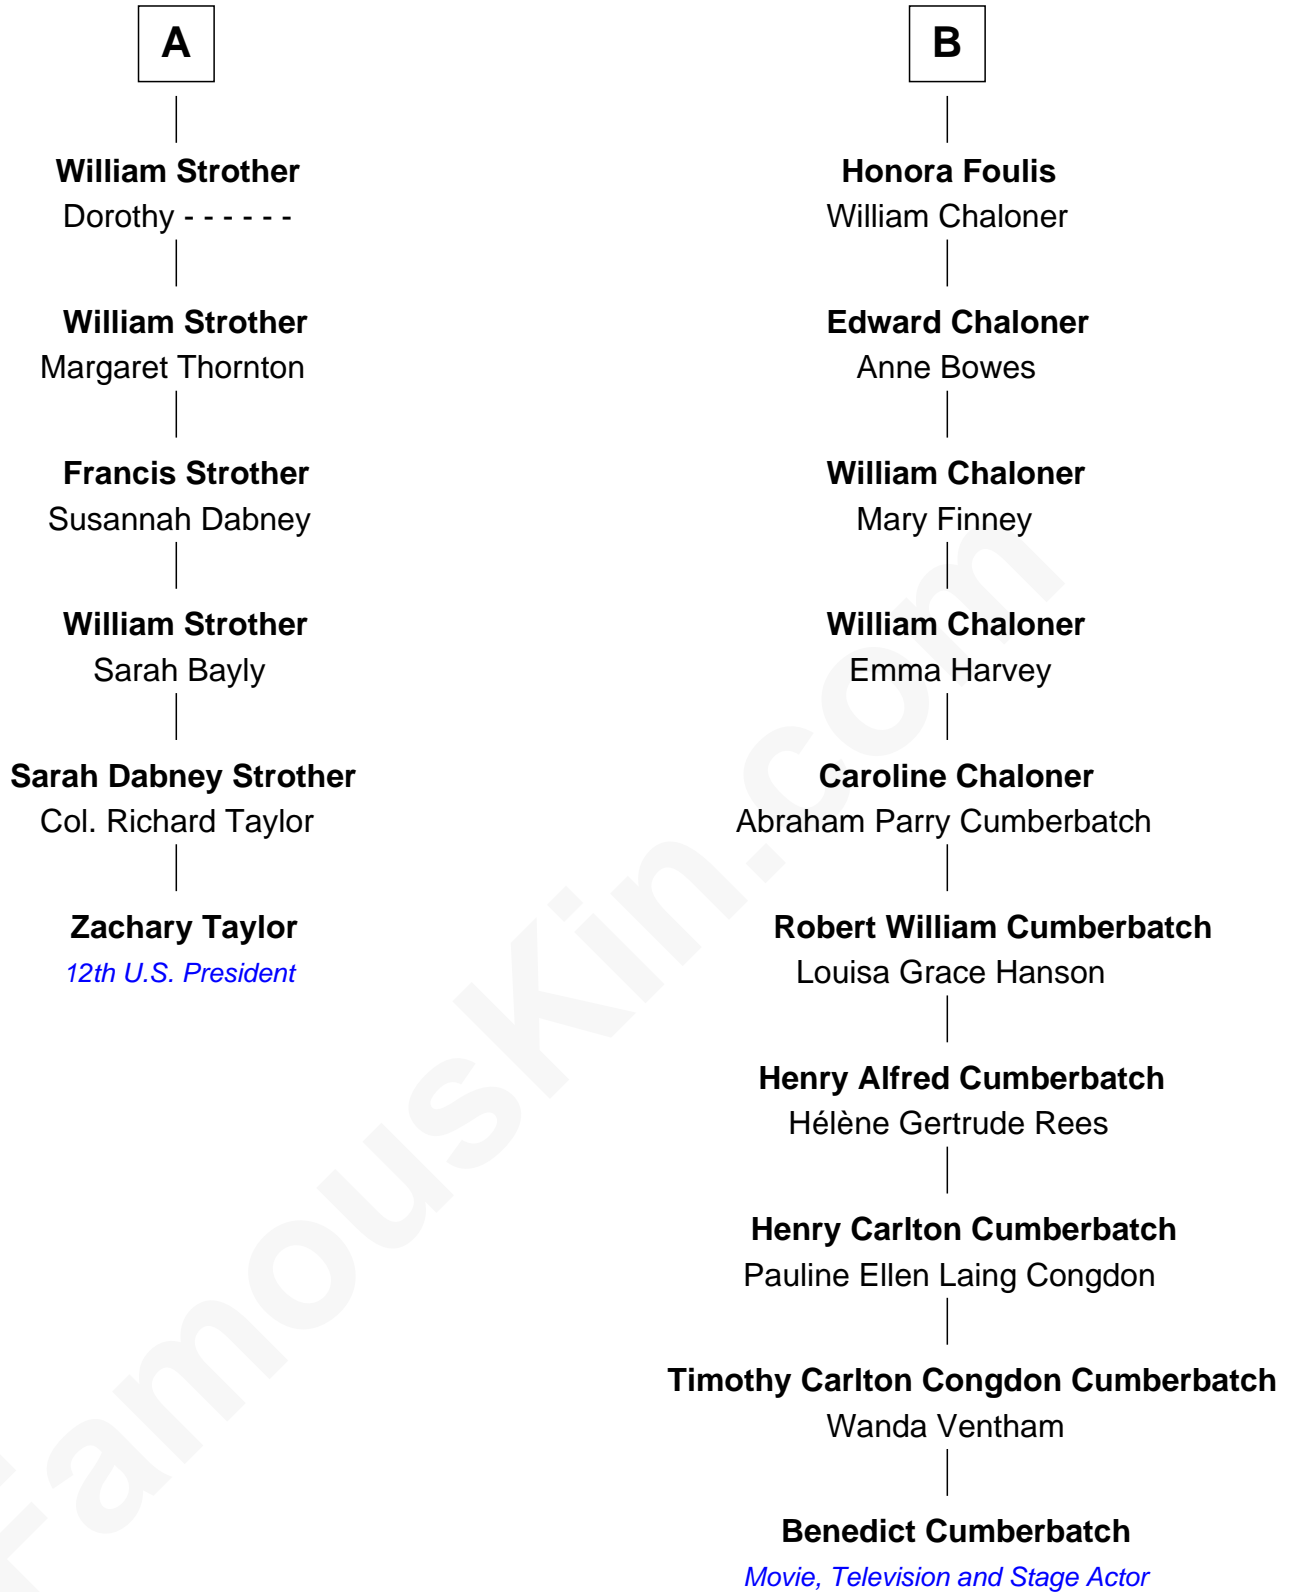 A
William Strother
Dorothy - - - - - -
William Strother
Margaret Thornton
Francis Strother
Susannah Dabney
William Strother
Sarah Bayly
Sarah Dabney Strother
Col. Richard Taylor
Zachary Taylor
12th U.S. President
B
Honora Foulis
William Chaloner
Edward Chaloner
Anne Bowes
William Chaloner
Mary Finney
William Chaloner
Emma Harvey
Caroline Chaloner
Abraham Parry Cumberbatch
Robert William Cumberbatch
Louisa Grace Hanson
Henry Alfred Cumberbatch
Hélène Gertrude Rees
Henry Carlton Cumberbatch
Pauline Ellen Laing Congdon
Timothy Carlton Congdon Cumberbatch
Wanda Ventham
Benedict Cumberbatch
Movie, Television and Stage Actor
FamousKin.com